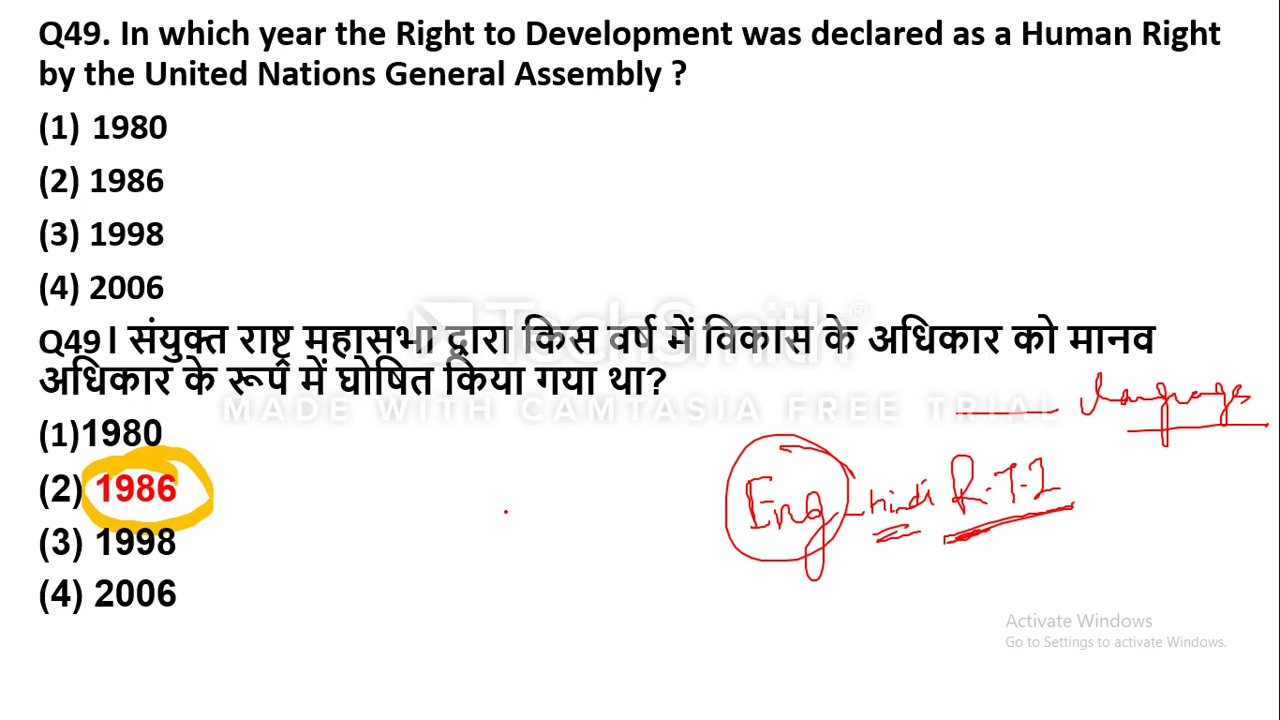 Q49. In which year the Right to Development was declared as a Human Right
by the United Nations General Assembly ?
(1) 1980
(2) 1986
(3) 1998
(4) 2006
TechSmith®
Q49। संयुक्त राष्ट्र महासभा द्वारा किस वर्ष में विकास के अधिकार को मानव
अधिकार के रूप में घोषित किया गया था?
MADE WITH CAMTASIA FREE TRIAL
language
(1)1980
(2) 1986
Eng hindi R.T.I
(3) 1998
(4) 2006
Activate Windows
Go to Settings to activate Windows.